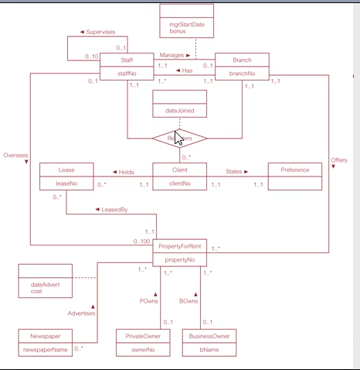 mgrStartDate
bonus
◄ Supervises
0..1
Staff
Manages ►
Branch
0..10
1..1
0..1
staffNo
◄ Has
branchNo
0..1
1..1
1..*
1..1
1..1
1..1
dateJoined
0..*
Oversees
Offers
Lease
◄ Holds
Client
States ►
Preference
leaseNo
0..*
1..1
clientNo
1..1
1..1
0..*
◄ LeasedBy
1..1
0..100
PropertyForRent
1..*
propertyNo
1..*
1..*
1..*
dateAdvert
cost
POwns
BOwns
Advertises
0..1
0..1
Newspaper
PrivateOwner
BusinessOwner
newspaperName
0..*
ownerNo
bName